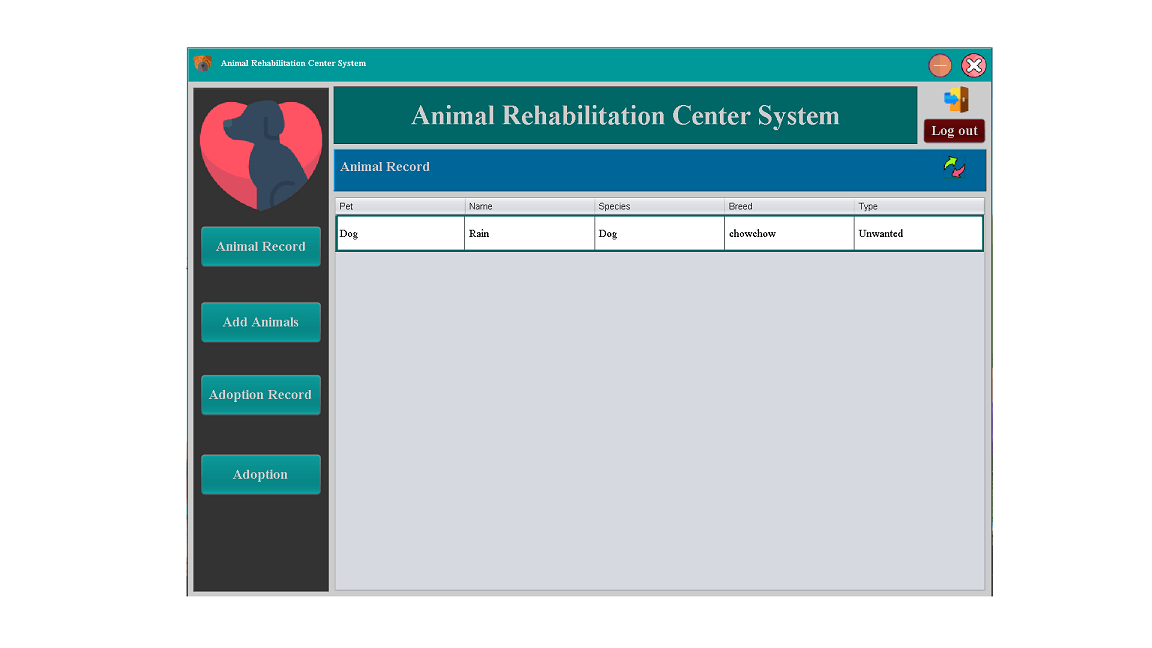 Animal Rehabilitation Center System
Animal Rehabilitation Center System
Log out
Animal Record
Pet Name Species Breed Type
Dog Rain Dog chowchow Unwanted
Animal Record
Add Animals
Adoption Record
Adoption